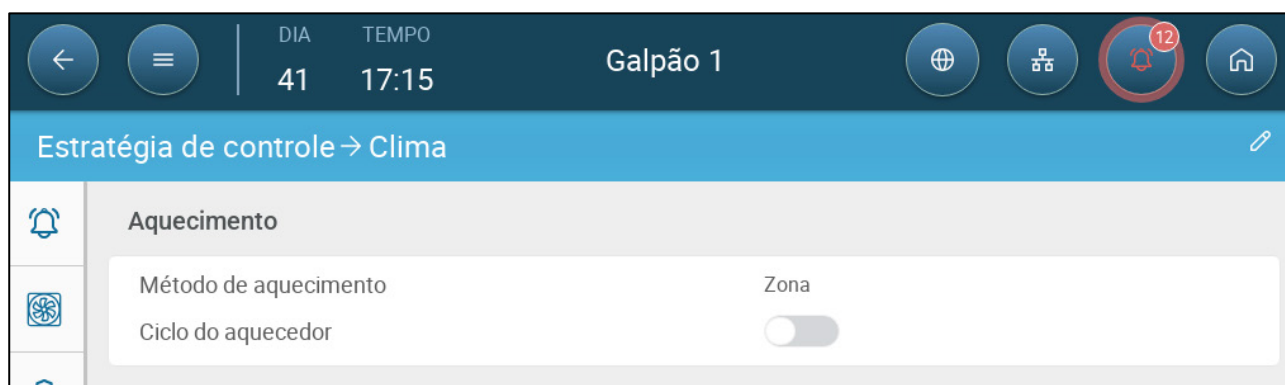 DIA TEMPO
41 17:15 Galpão 1 12
Estratégia de controle → Clima
Aquecimento
Método de aquecimento Zona
Ciclo do aquecedor